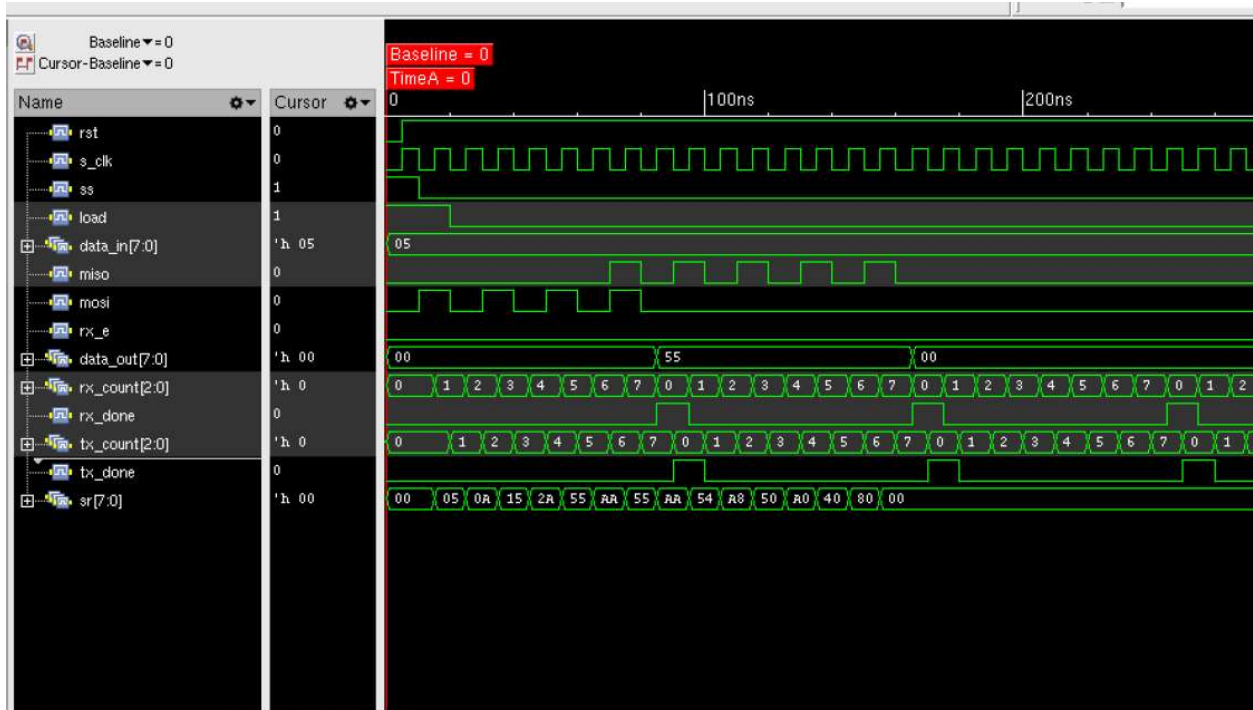 Baseline▼= 0
Cursor-Baseline▼= 0
Baseline = 0
TimeA = 0
Name Cursor 0 100ns 200ns
rst 0
s_clk 0
ss 1
load 1
data_in[7:0] 'h 05 05
miso 0
mosi 0
rx_e 0
data_out[7:0] 'h 00 00 55 00
rx_count[2:0] 'h 0 0 1 2 3 4 5 6 7 0 1 2 3 4 5 6 7 0 1 2 3 4 5 6 7 0 1 2
rx_done 0
tx_count[2:0] 'h 0 0 1 2 3 4 5 6 7 0 1 2 3 4 5 6 7 0 1 2 3 4 5 6 7 0 1
tx_done 0
sr[7:0] 'h 00 00 05 0A 15 2A 55 AA 55 AA 54 A8 50 A0 40 80 00